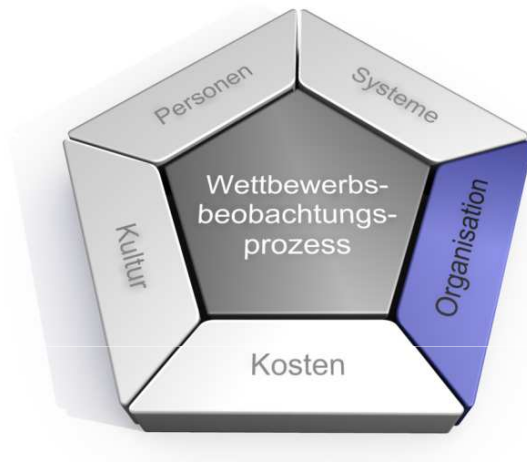 Personen
Systeme
Wettbewerbs-
beobachtungs-
prozess
Kultur
Organisation
Kosten